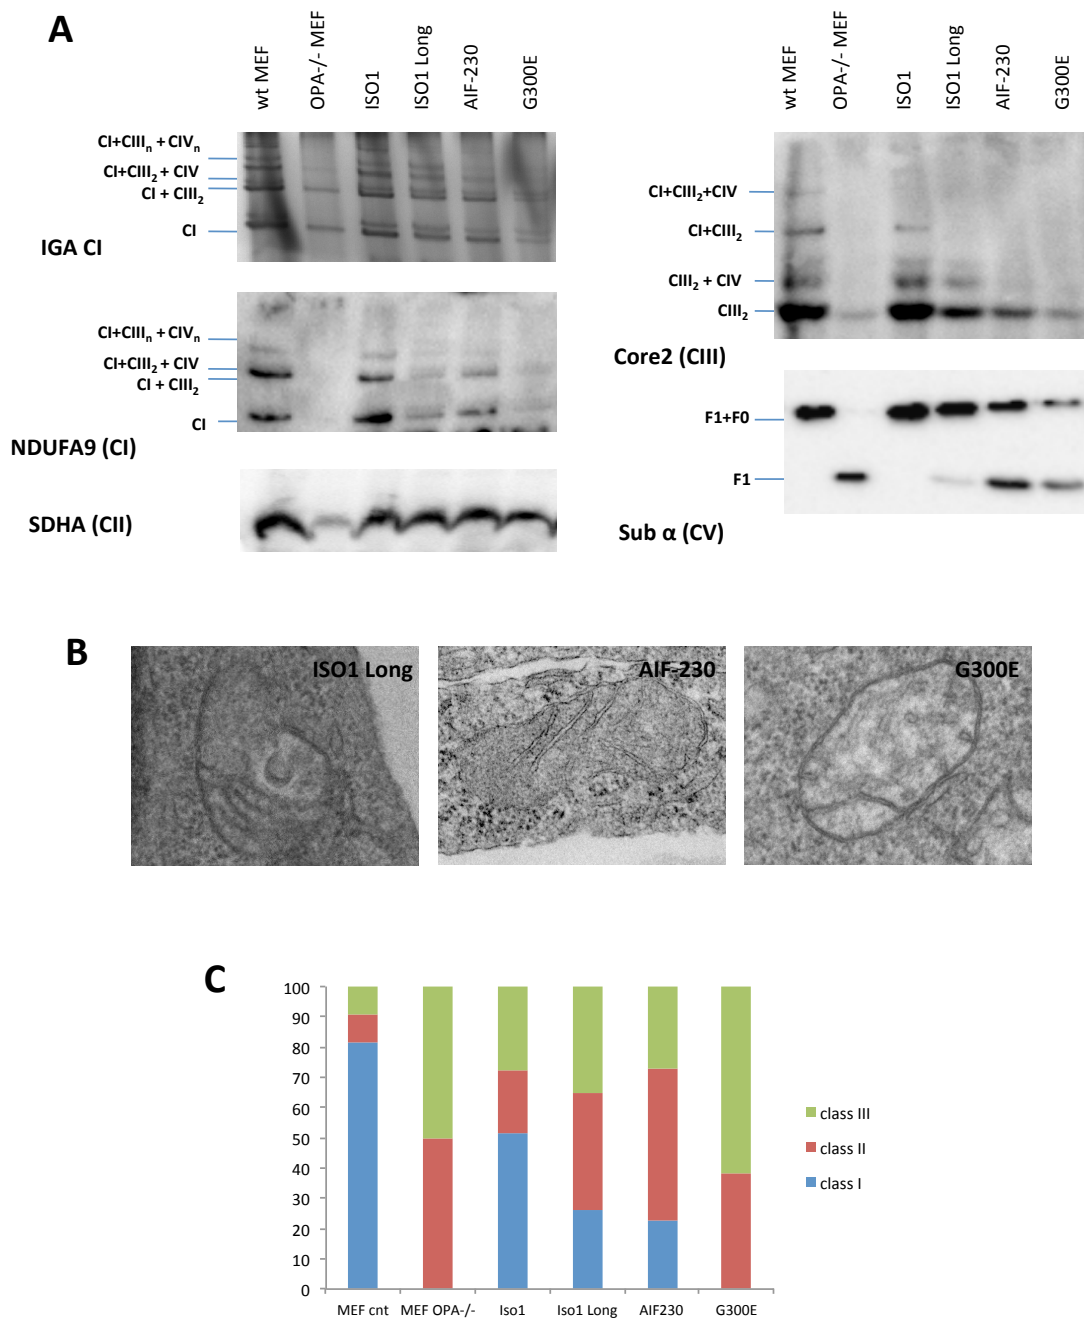 A
wt MEF
OPA-/- MEF
ISO1
ISO1 Long
AIF-230
G300E
CI+CIIIn + CIVn
CI+CIII2 + CIV
CI + CIII2
CI
IGA CI
CI+CIIIn + CIVn
CI+CIII2 + CIV
CI + CIII2
CI
NDUFA9 (CI)
SDHA (CII)
wt MEF
OPA-/- MEF
ISO1
ISO1 Long
AIF-230
G300E
CI+CIII2+CIV
CI+CIII2
CIII2 + CIV
CIII2
Core2 (CIII)
F1+F0
F1
Sub α (CV)
B
ISO1 Long
AIF-230
G300E
C
100
90
80
70
60
50
40
30
20
10
0
MEF cnt
MEF OPA-/-
Iso1
Iso1 Long
AIF230
G300E
class III
class II
class I